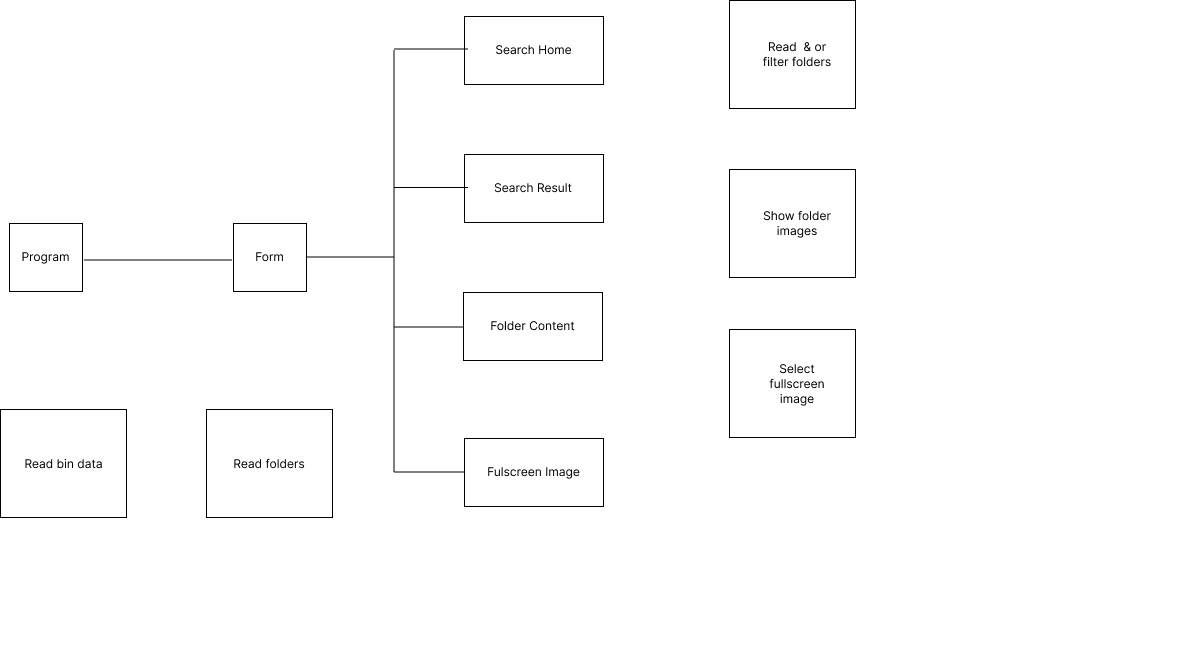 Program
Form
Search Home
Search Result
Folder Content
Fulscreen Image
Read & or
filter folders
Show folder
images
Select
fullscreen
image
Read bin data
Read folders